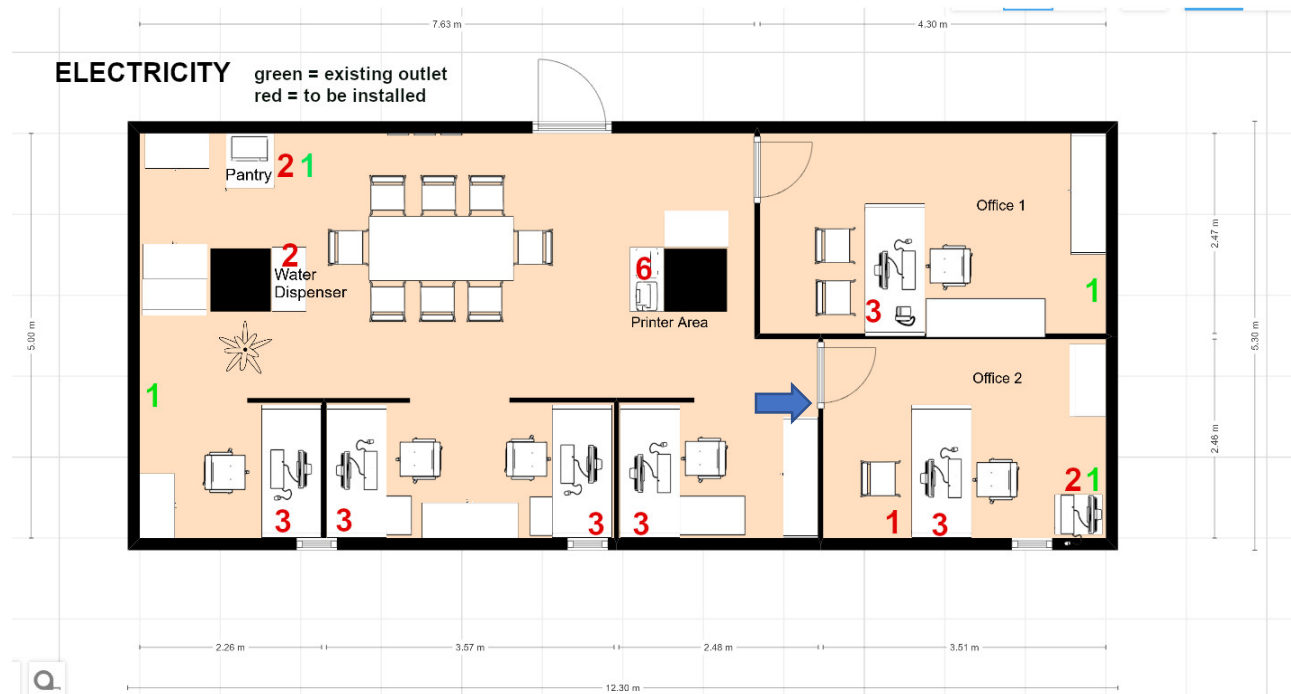 7.63 m
4.30 m
ELECTRICITY
green = existing outlet
red = to be installed
Pantry
2 1
Office 1
2
Water
Dispenser
6
Printer Area
3
1
2.47 m
5.00 m
5.30 m
1
Office 2
2.46 m
2 1
3
3
3
3
1
3
2.26 m
3.57 m
2.48 m
3.51 m
12.30 m